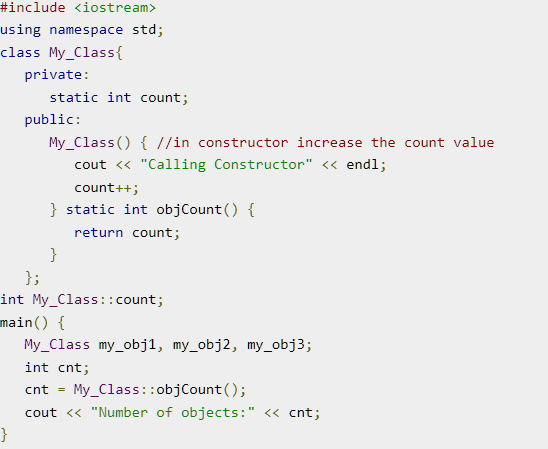 #include <iostream>
using namespace std;
class My_Class{
   private:
      static int count;
   public:
      My_Class() { //in constructor increase the count value
         cout << "Calling Constructor" << endl;
         count++;
      } static int objCount() {
         return count;
      }
   };
int My_Class::count;
main() {
   My_Class my_obj1, my_obj2, my_obj3;
   int cnt;
   cnt = My_Class::objCount();
   cout << "Number of objects:" << cnt;
}